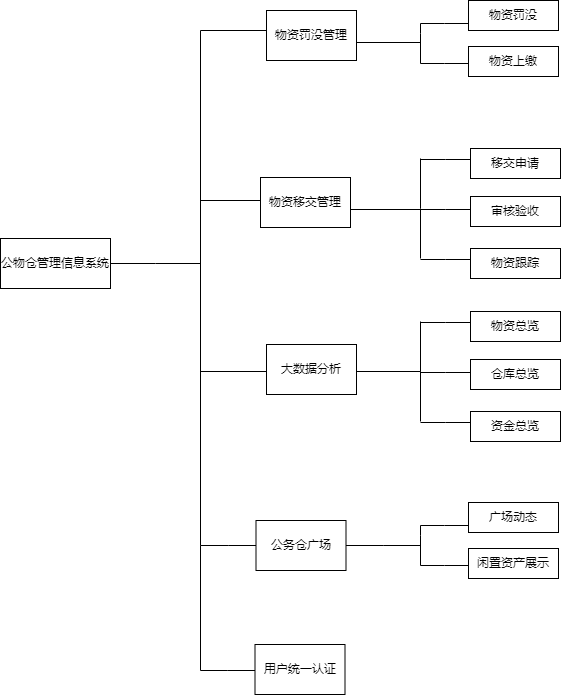 公物仓管理信息系统
物资罚没管理
物资罚没
物资上缴
物资移交管理
移交申请
审核验收
物资跟踪
大数据分析
物资总览
仓库总览
资金总览
公务仓广场
广场动态
闲置资产展示
用户统一认证